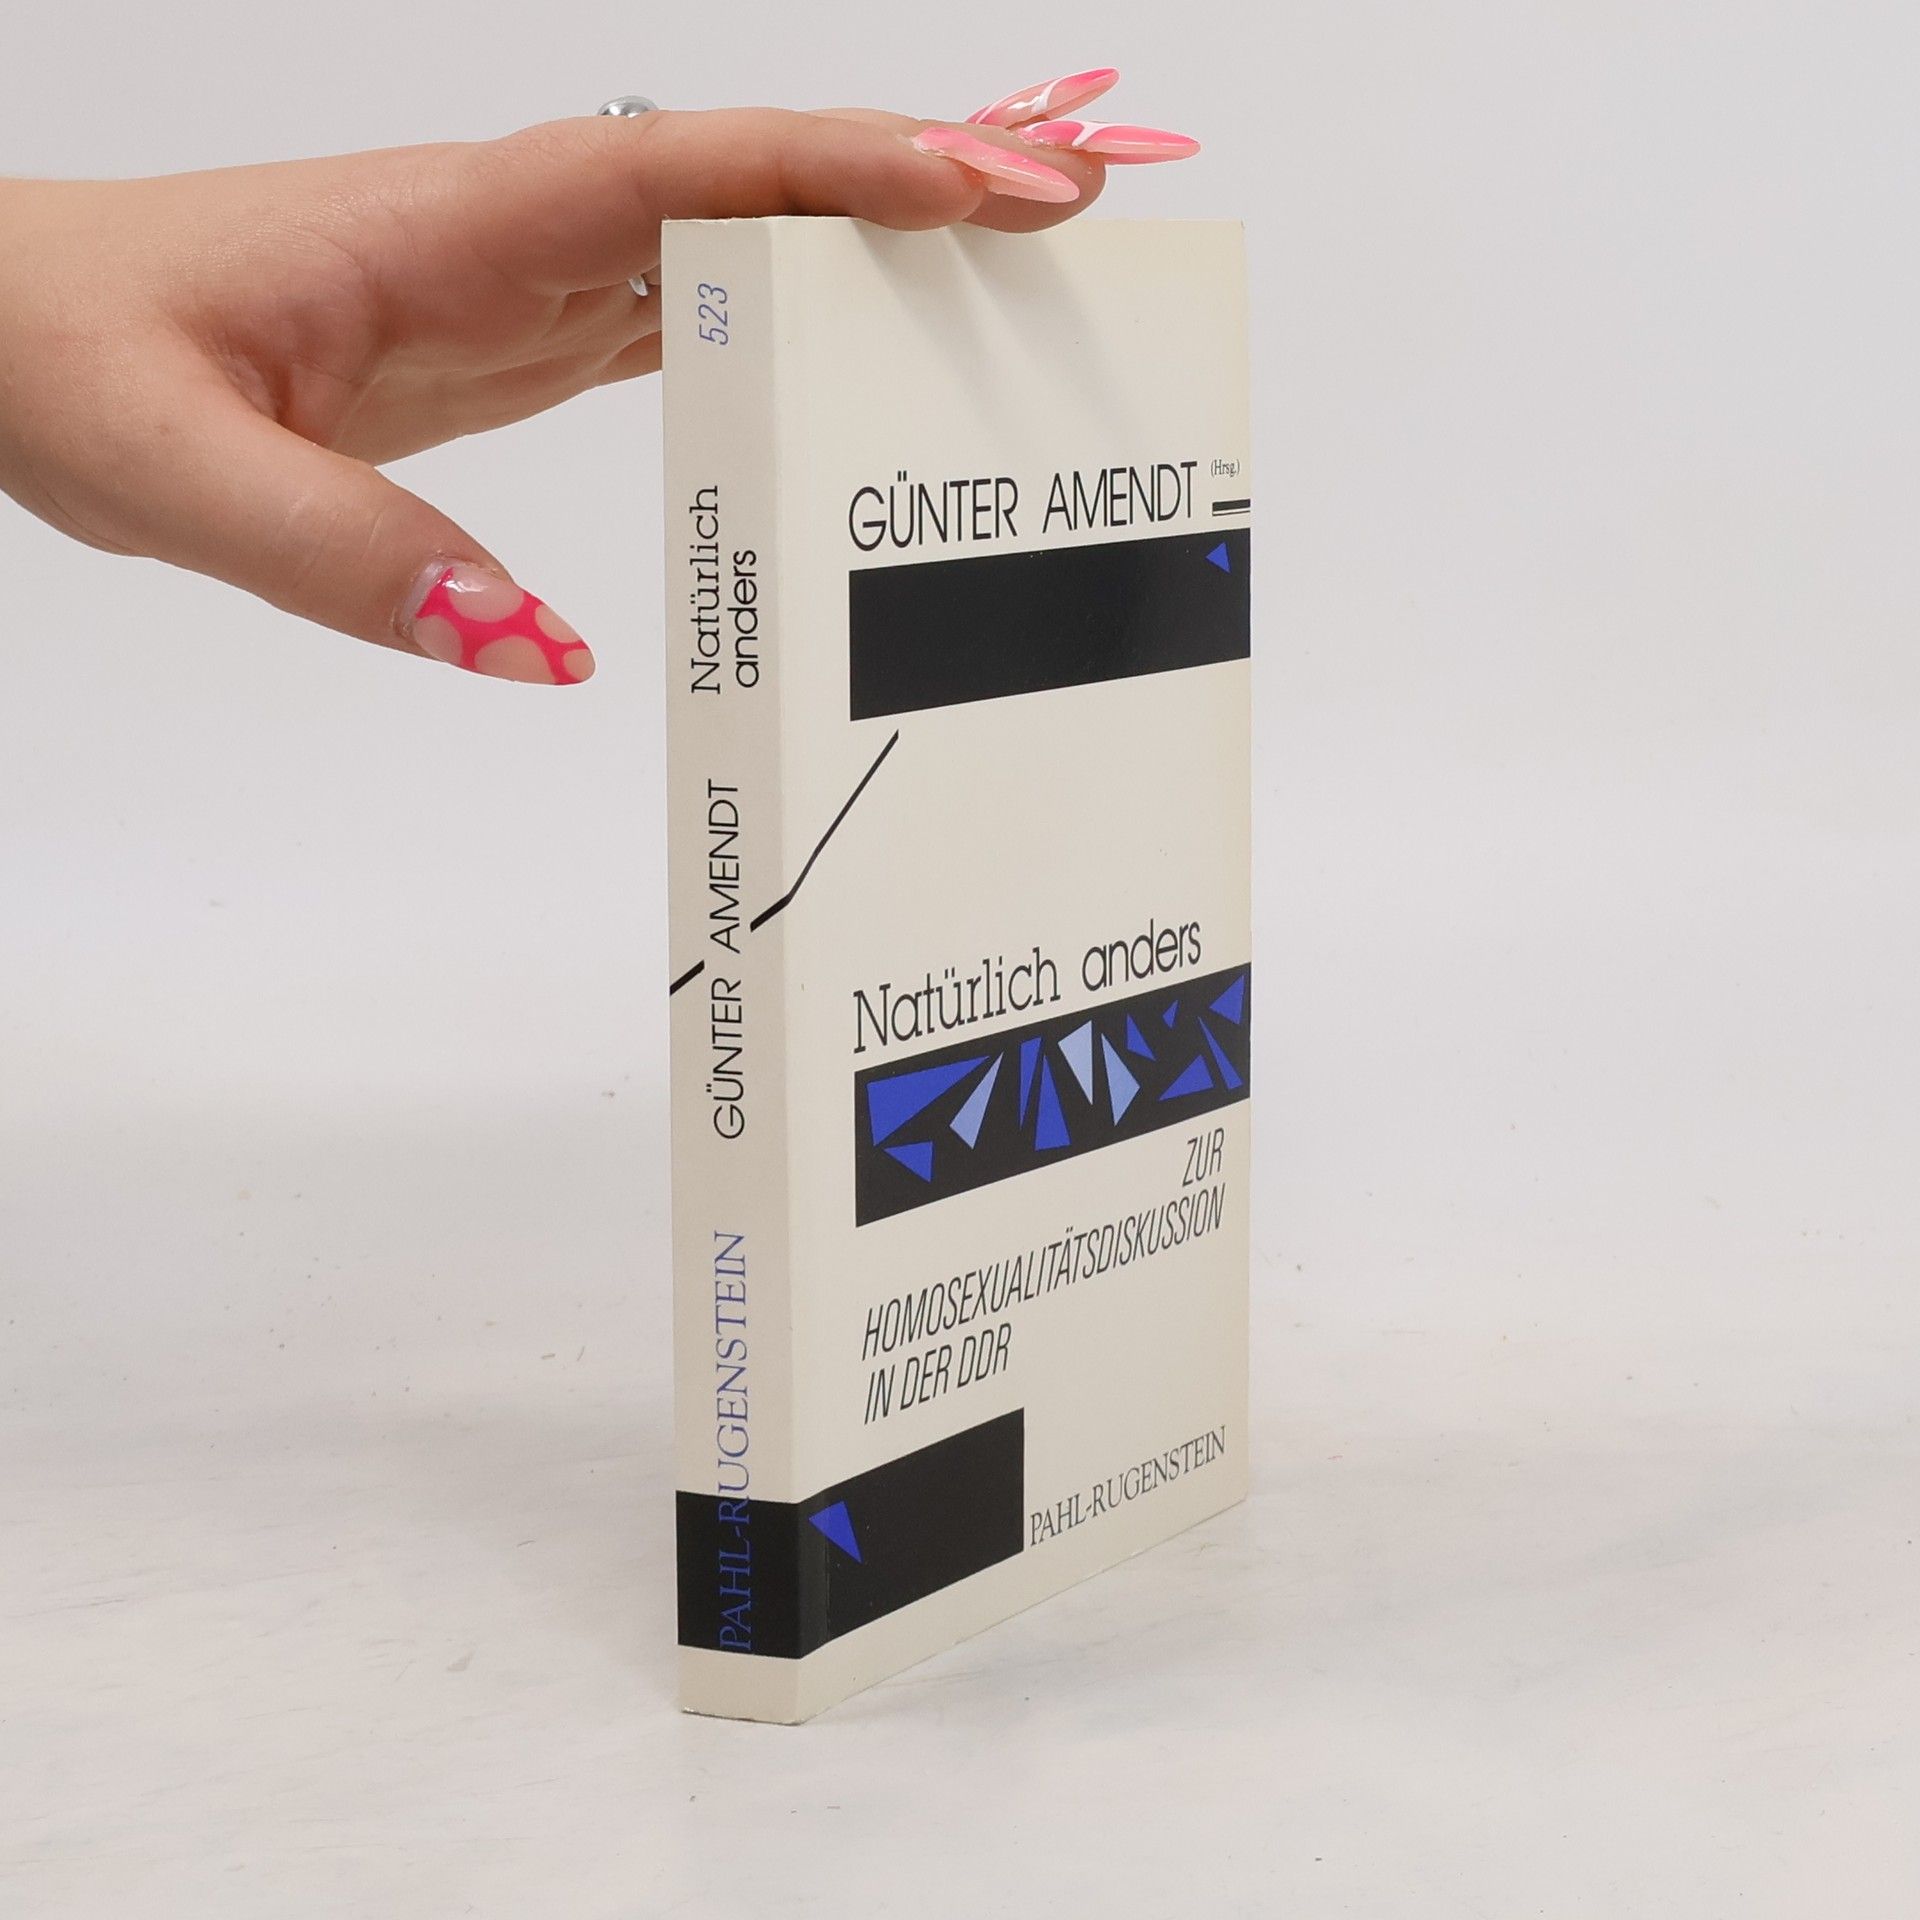 523
Natürlich
anders
GÜNTER AMENDT
PAHL-RUGENSTEIN
GÜNTER AMENDT (Hrsg.)
Natürlich anders
ZUR
HOMOSEXUALITÄTSDISKUSSION
IN DER DDR
PAHL-RUGENSTEIN